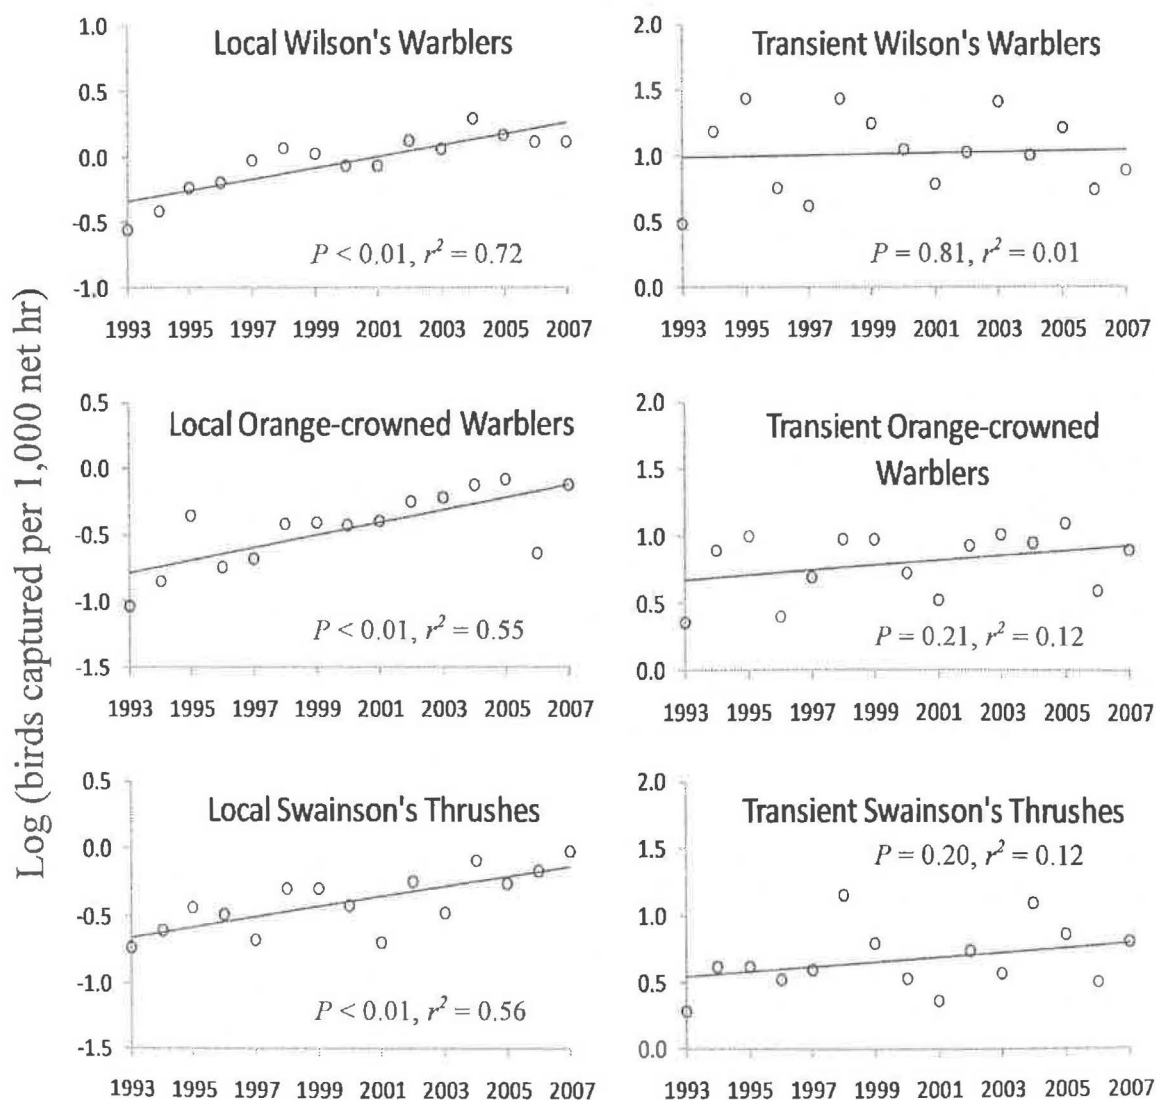 Log (birds captured per 1,000 net hr)
Local Wilson's Warblers
1.0
0.5
0.0
-0.5
-1.0
P < 0.01, r² = 0.72
1993 1995 1997 1999 2001 2003 2005 2007
Transient Wilson's Warblers
2.0
1.5
1.0
0.5
0.0
P = 0.81, r² = 0.01
1993 1995 1997 1999 2001 2003 2005 2007
Local Orange-crowned Warblers
0.5
0.0
-0.5
-1.0
-1.5
P < 0.01, r² = 0.55
1993 1995 1997 1999 2001 2003 2005 2007
Transient Orange-crowned
Warblers
2.0
1.5
1.0
0.5
0.0
P = 0.21, r² = 0.12
1993 1995 1997 1999 2001 2003 2005 2007
Local Swainson's Thrushes
0.5
0.0
-0.5
-1.0
-1.5
P < 0.01, r² = 0.56
1993 1995 1997 1999 2001 2003 2005 2007
Transient Swainson's Thrushes
P = 0.20, r² = 0.12
2.0
1.5
1.0
0.5
0.0
1993 1995 1997 1999 2001 2003 2005 2007